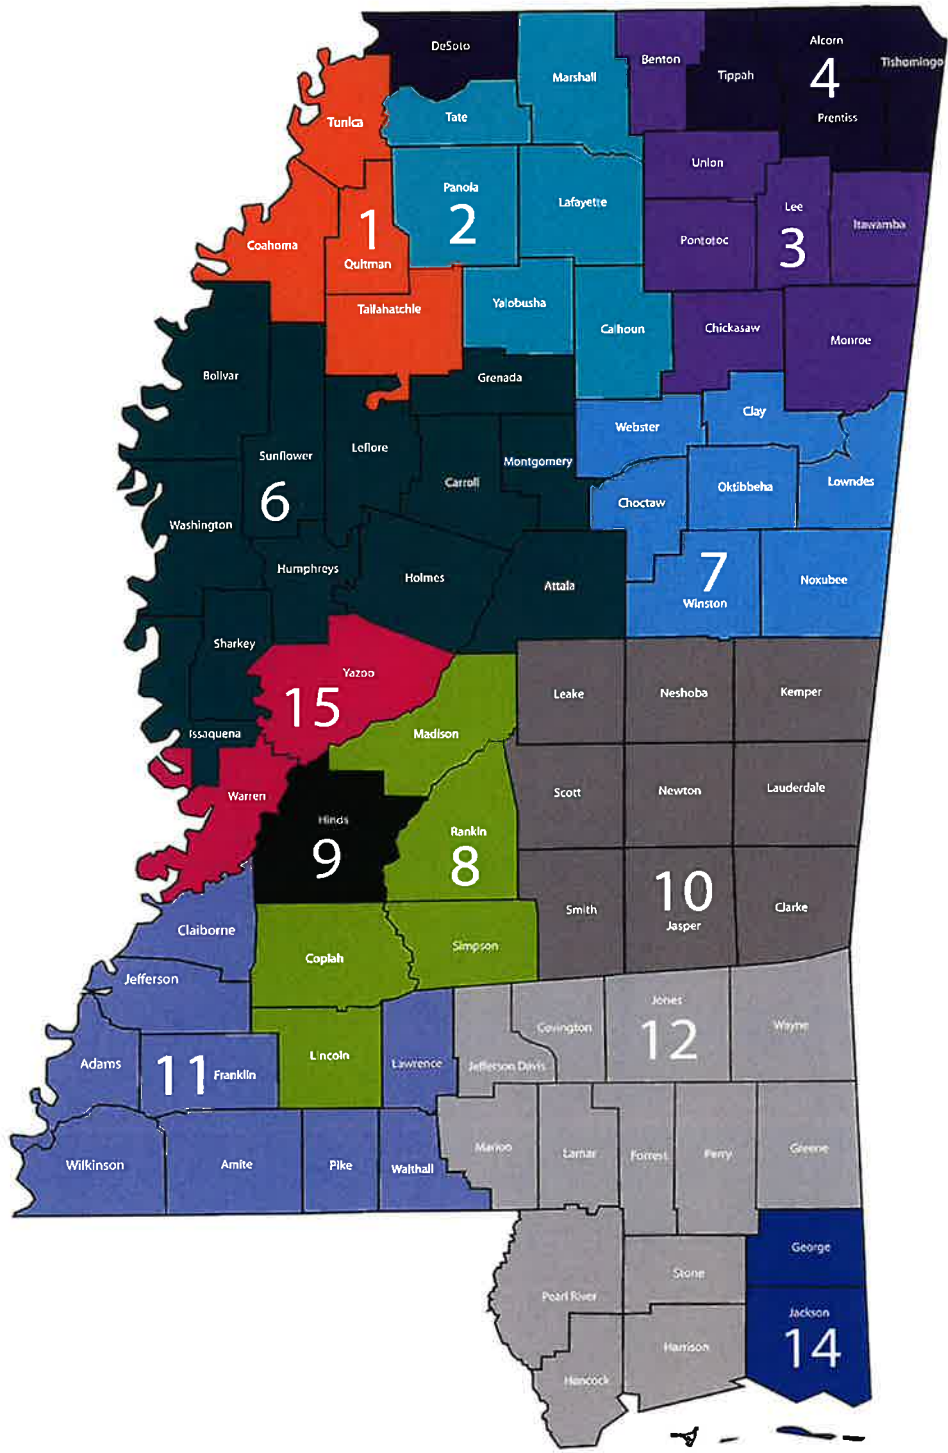 DeSoto
Marshall
Benton
Tippah
Alcorn
4
Tishomingo
Prentiss
Tunica
Tate
Union
Panola
2
Lafayette
Lee
3
Itawamba
Pontotoc
Coahoma
1
Quitman
Tallahatchie
Yalobusha
Calhoun
Chickasaw
Monroe
Bolivar
Grenada
Webster
Clay
Sunflower
6
Leflore
Carroll
Montgomery
Choctaw
Oktibbeha
Lowndes
Washington
Humphreys
Holmes
Attala
7
Winston
Noxubee
Sharkey
Yazoo
15
Leake
Neshoba
Kemper
Issaquena
Madison
Warren
Scott
Newton
Lauderdale
Hinds
9
Rankin
8
Smith
10
Jasper
Clarke
Claiborne
Copiah
Simpson
Jefferson
Jones
12
Covington
Wayne
Adams
11
Franklin
Lincoln
Lawrence
Jefferson Davis
Wilkinson
Amite
Pike
Walthall
Marion
Lamar
Forrest
Perry
Greene
George
Stone
Pearl River
Jackson
14
Harrison
Hancock